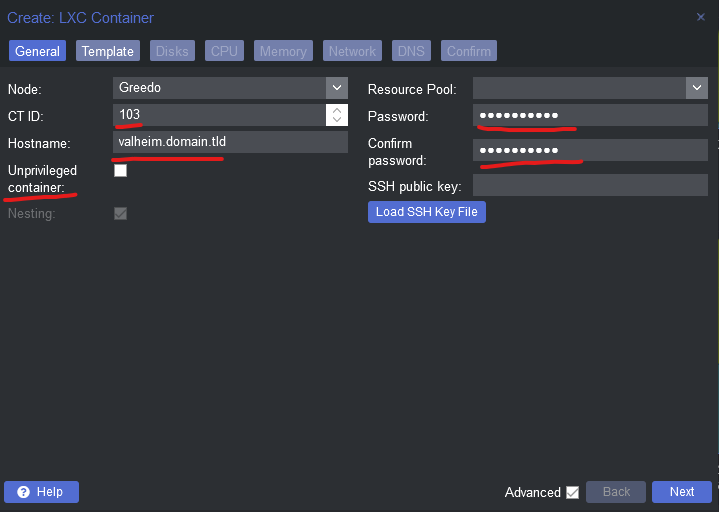 Create: LXC Container
General Template Disks CPU Memory Network DNS Confirm
Node: Greedo
CT ID: 103
Hostname: valheim.domain.tld
Unprivileged
container:
Nesting:
Resource Pool:
Password: ●●●●●●●●●●
Confirm
password: ●●●●●●●●●●
SSH public key:
Load SSH Key File
Help
Advanced Back Next